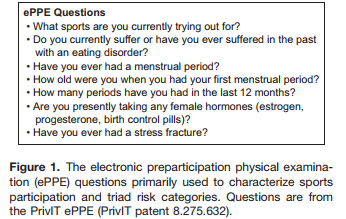 ePPE Questions
• What sports are you currently trying out for?
• Do you currently suffer or have you ever suffered in the past
with an eating disorder?
• Have you ever had a menstrual period?
• How old were you when you had your first menstrual period?
• How many periods have you had in the last 12 months?
• Are you presently taking any female hormones (estrogen,
progesterone, birth control pills)?
• Have you ever had a stress fracture?
Figure 1. The electronic preparticipation physical examina-
tion (ePPE) questions primarily used to characterize sports
participation and triad risk categories. Questions are from
the PrivIT ePPE (PrivIT patent 8.275.632).